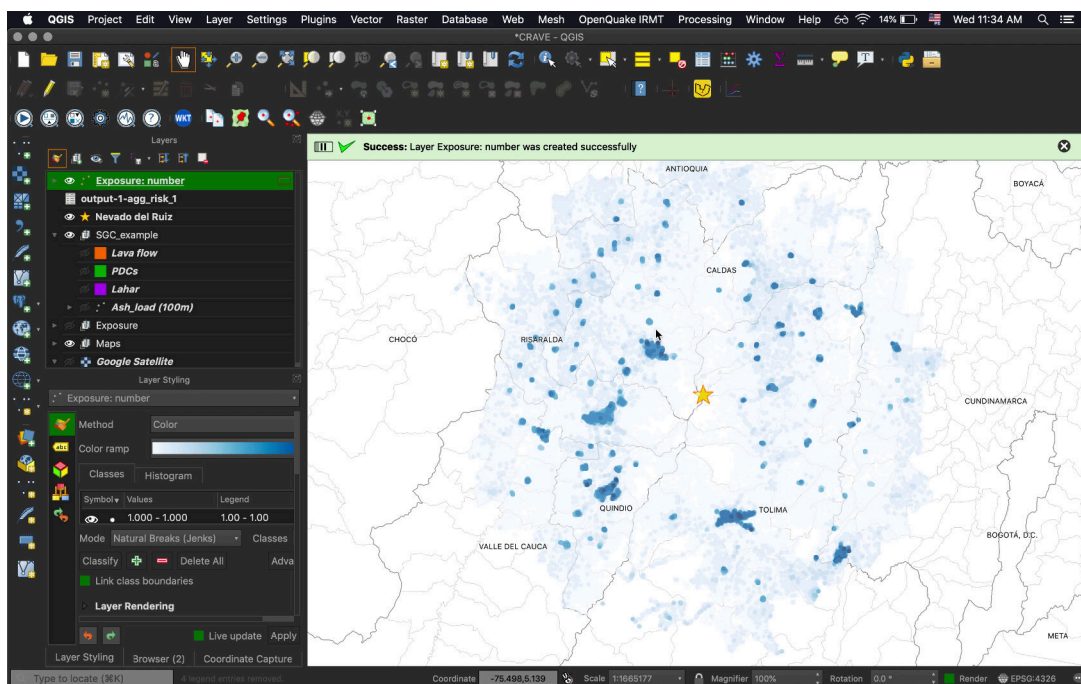 QGIS Project Edit View Layer Settings Plugins Vector Raster Database Web Mesh OpenQuake IRMT Processing Window Help 14% Wed 11:34 AM
*CRAVE – QGIS
WKT
Layers
Success: Layer Exposure: number was created successfully
Exposure: number
output-1-agg_risk_1
Nevado del Ruiz
SGC_example
Lava flow
PDCs
Lahar
Ash_load (100m)
Exposure
Maps
Google Satellite
ANTIOQUIA
BOYACÁ
CALDAS
CHOCÓ
RISARALDA
CUNDINAMARCA
QUINDIO
TOLIMA
VALLE DEL CAUCA
BOGOTÁ, D.C.
META
Layer Styling
Exposure: number
Method Color
abc
Color ramp
Classes Histogram
Symbol Values Legend
1.000 - 1.000 1.00 - 1.00
Mode Natural Breaks (Jenks) Classes
Classify Delete All Adva
Link class boundaries
Layer Rendering
Live update Apply
Layer Styling Browser (2) Coordinate Capture
Type to locate (⌘K) 4 legend entries removed. Coordinate -75.498,5.139 Scale 1:1665177 Magnifier 100% Rotation 0.0 ° Render EPSG:4326